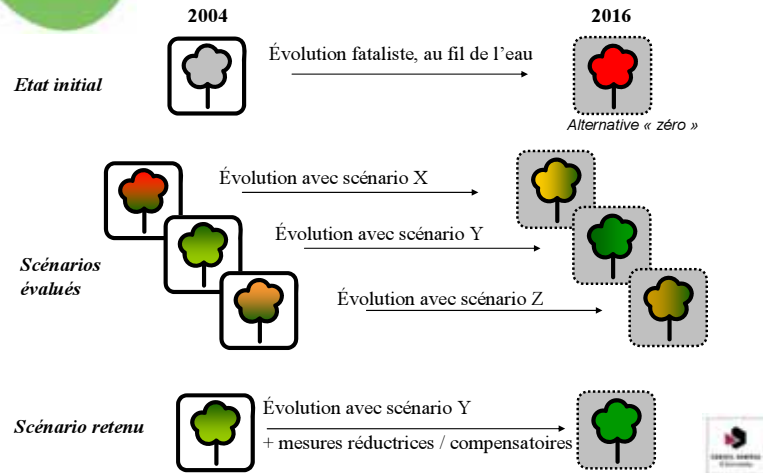 2004
2016
Évolution fataliste, au fil de l’eau
Etat initial
Alternative « zéro »
Évolution avec scénario X
Évolution avec scénario Y
Scénarios
évalués
Évolution avec scénario Z
Scénario retenu
Évolution avec scénario Y
+ mesures réductrices / compensatoires